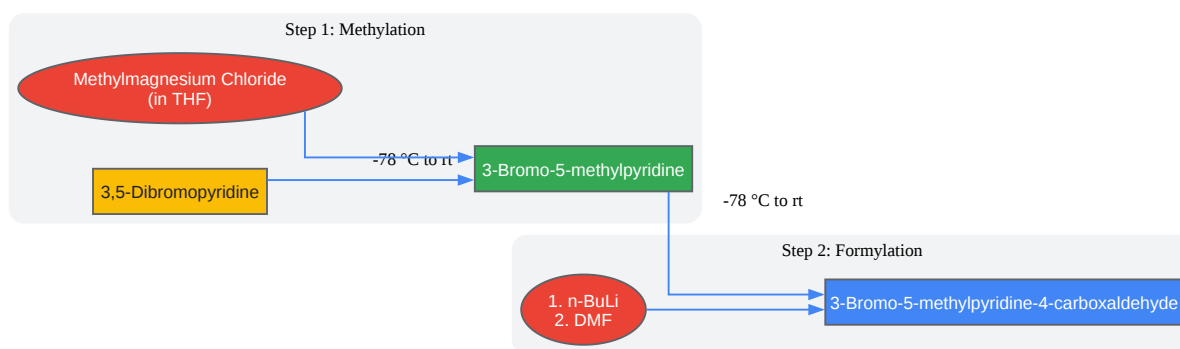 Step 1: Methylation
Methylmagnesium Chloride
(in THF)
-78 °C to rt
3-Bromo-5-methylpyridine
3,5-Dibromopyridine
-78 °C to rt
Step 2: Formylation
1. n-BuLi
2. DMF
3-Bromo-5-methylpyridine-4-carboxaldehyde